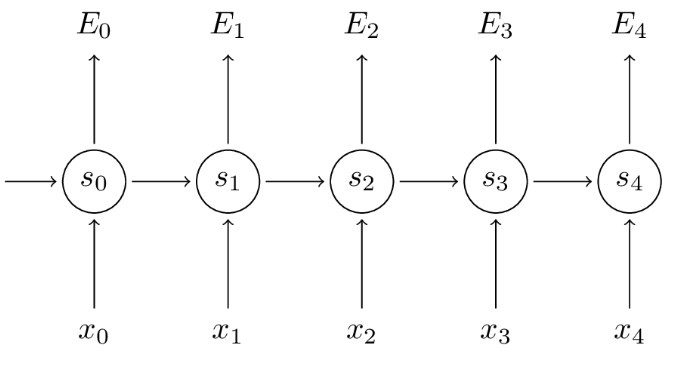 E₀ E₁ E₂ E₃ E₄
s₀ s₁ s₂ s₃ s₄
x₀ x₁ x₂ x₃ x₄